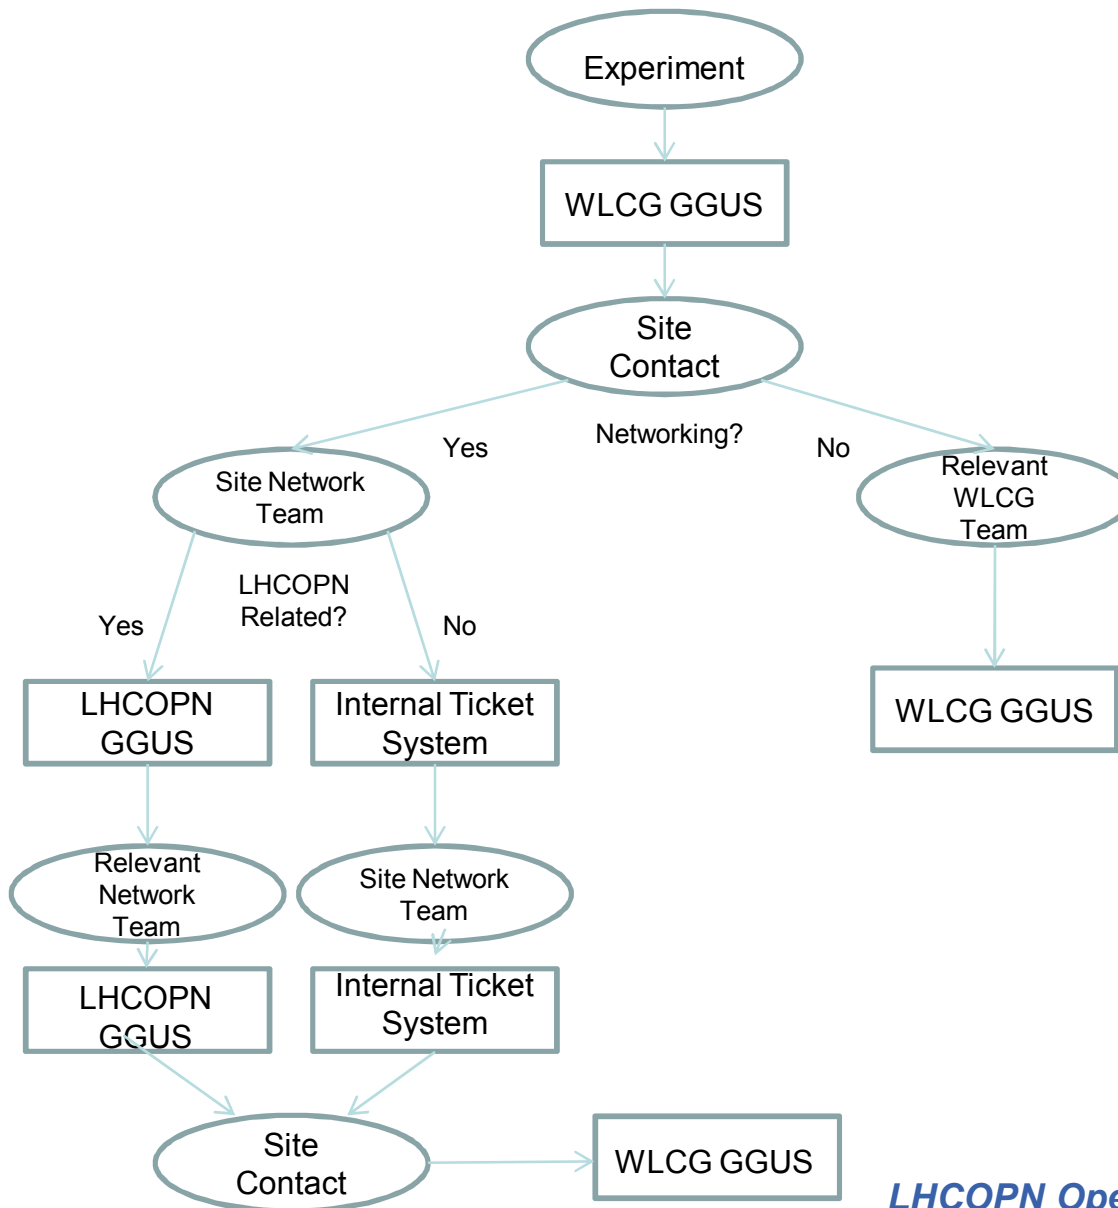 Experiment
WLCG GGUS
Site
Contact
Networking?
Yes
No
Site Network
Team
Relevant
WLCG
Team
LHCOPN
Related?
Yes
No
LHCOPN
GGUS
Internal Ticket
System
WLCG GGUS
Relevant
Network
Team
Site Network
Team
LHCOPN
GGUS
Internal Ticket
System
Site
Contact
WLCG GGUS
LHCOPN Ope